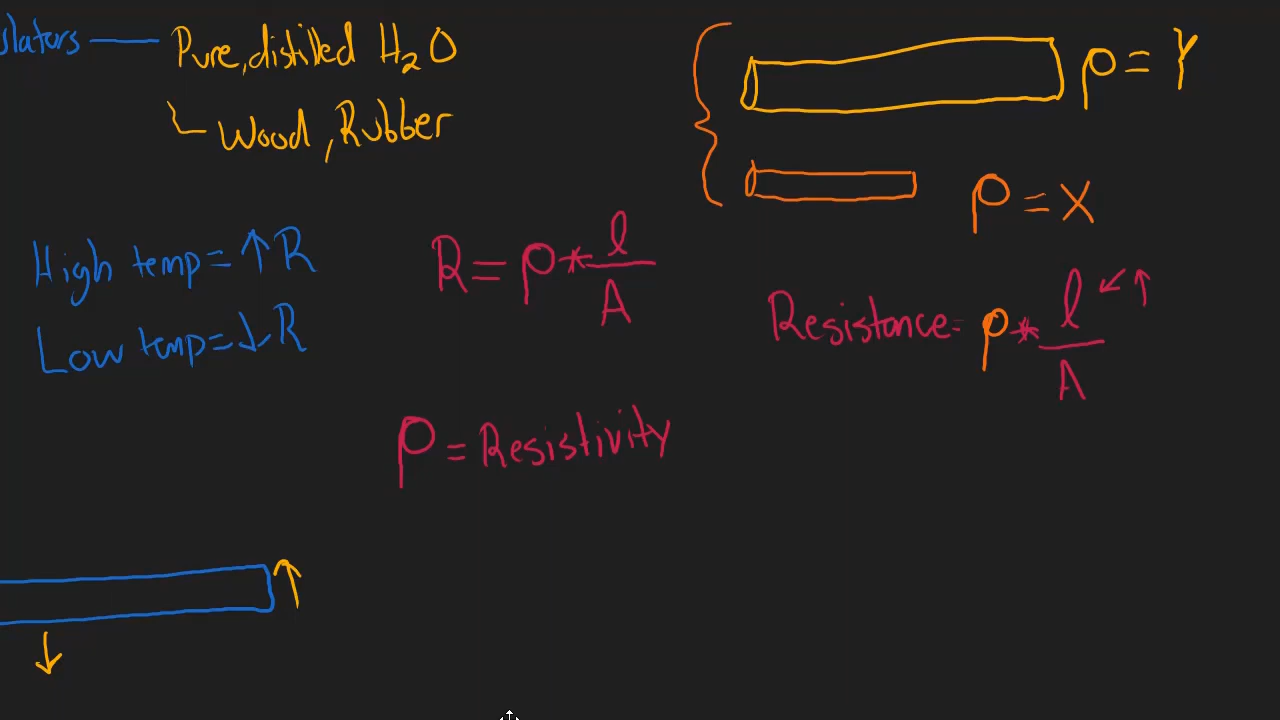 slators — Pure, distilled H₂O
Wood, Rubber
ρ = Y
ρ = X
High temp = ↑ R
Low temp = ↓ R
R = ρ * l/A
Resistance = ρ * l/A ↙ ↑
ρ = Resistivity
↑
↓